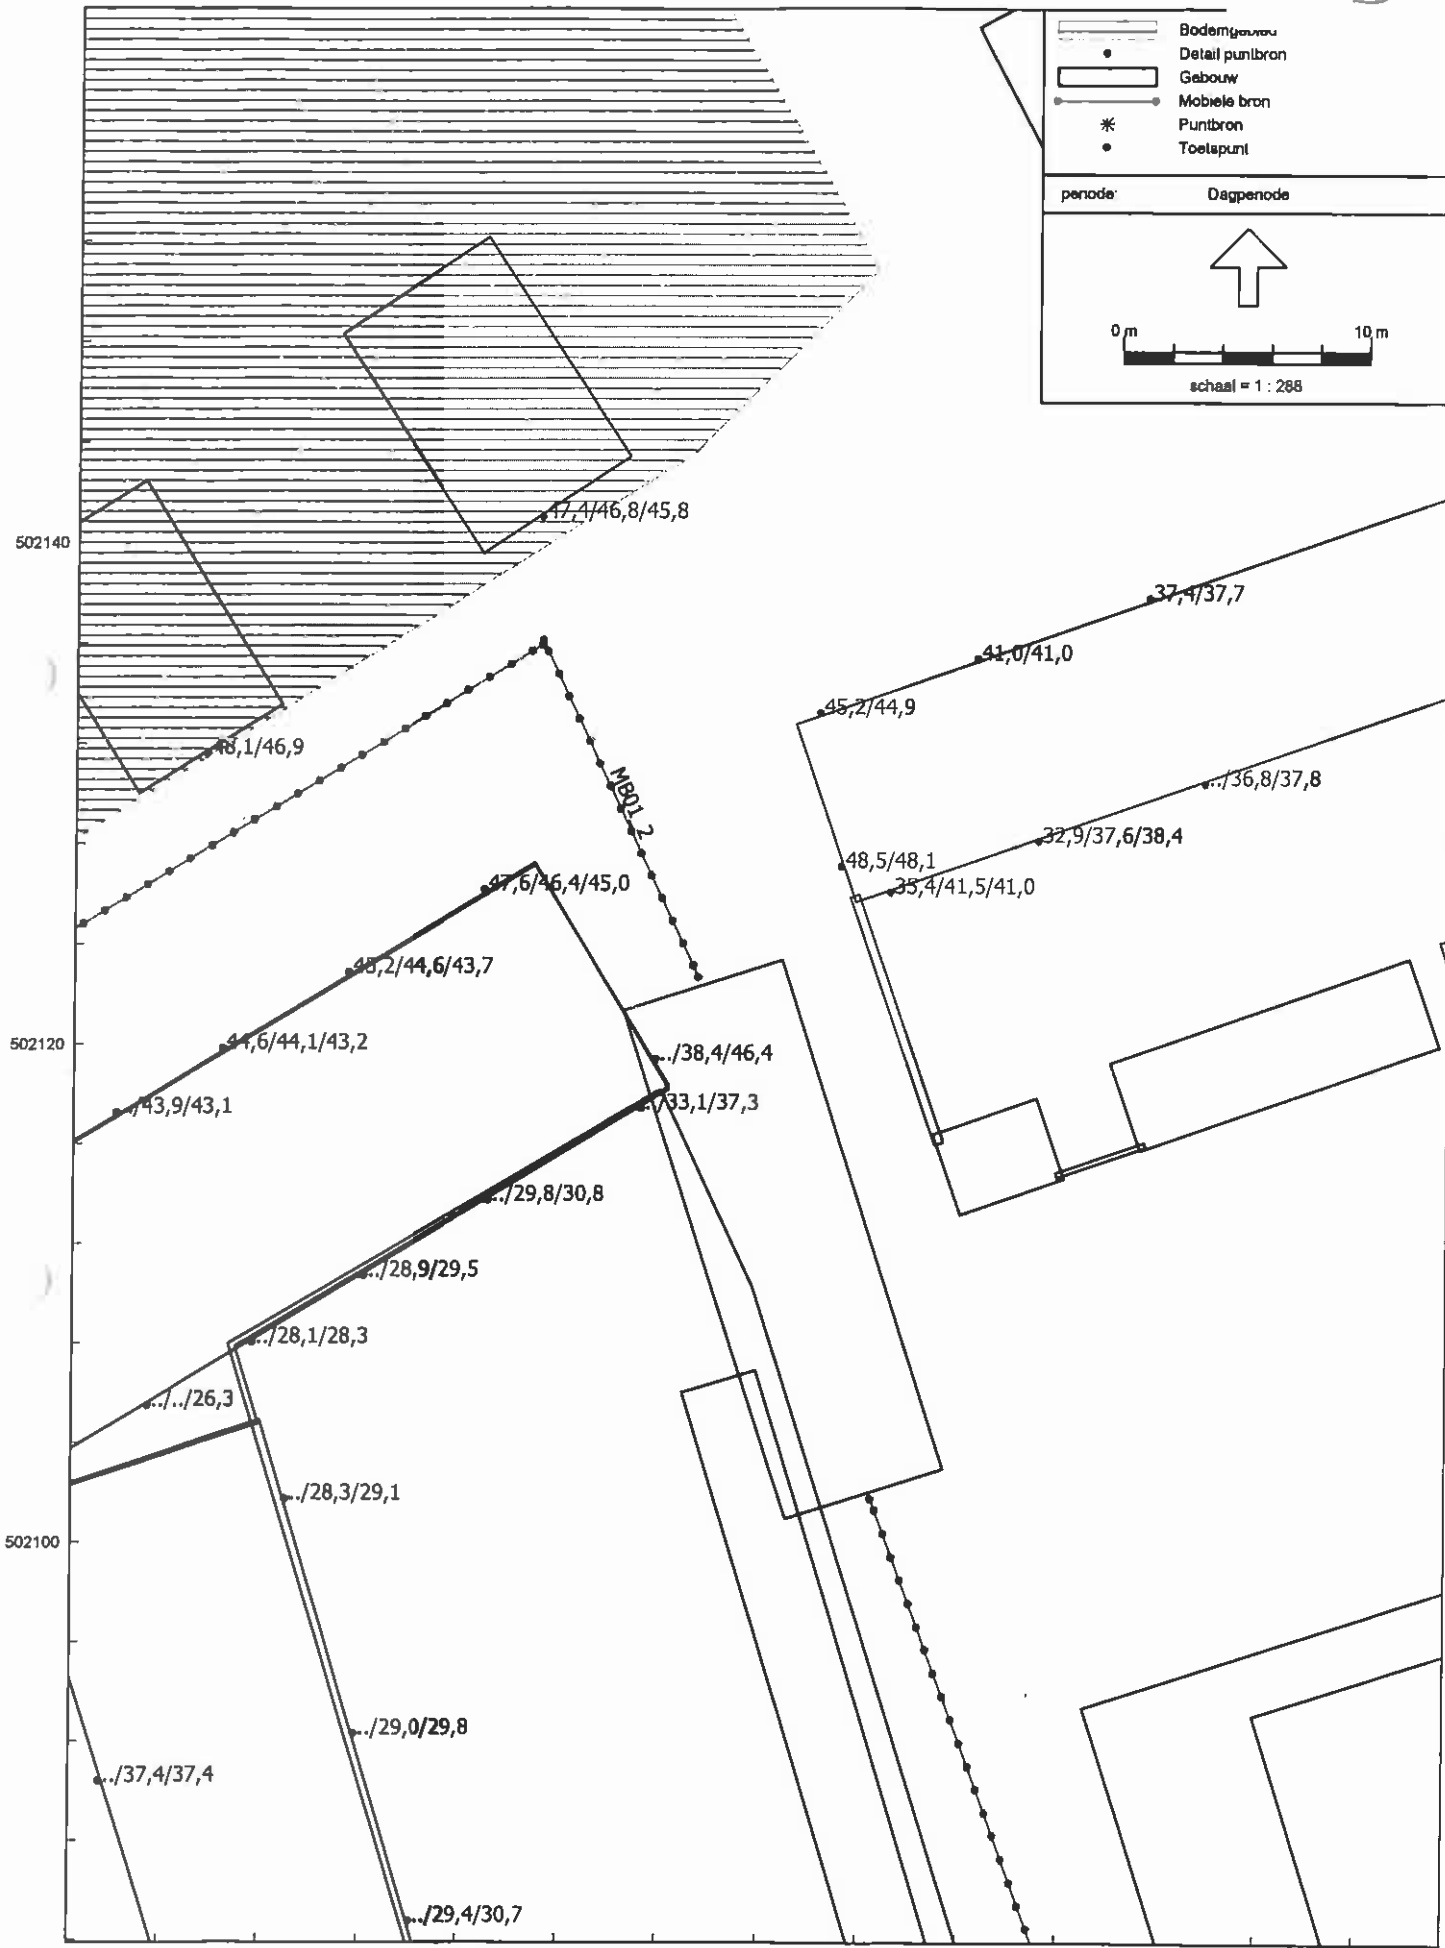 Detail puntbron
Gebouw
Mobiele bron
Puntbron
Toetspunt
periode: Dagperiode
0 m 10 m
schaal = 1 : 288
47,4/46,8/45,8
502140
37,4/37,7
41,0/41,0
45,2/44,9
48,1/46,9
MB01_2
../36,8/37,8
32,9/37,6/38,4
48,5/48,1
35,4/41,5/41,0
47,6/46,4/45,0
45,2/44,6/43,7
44,6/44,1/43,2
502120
../38,4/46,4
../43,9/43,1
../33,1/37,3
../29,8/30,8
../28,9/29,5
../28,1/28,3
../../26,3
../28,3/29,1
502100
../29,0/29,8
../37,4/37,4
../29,4/30,7